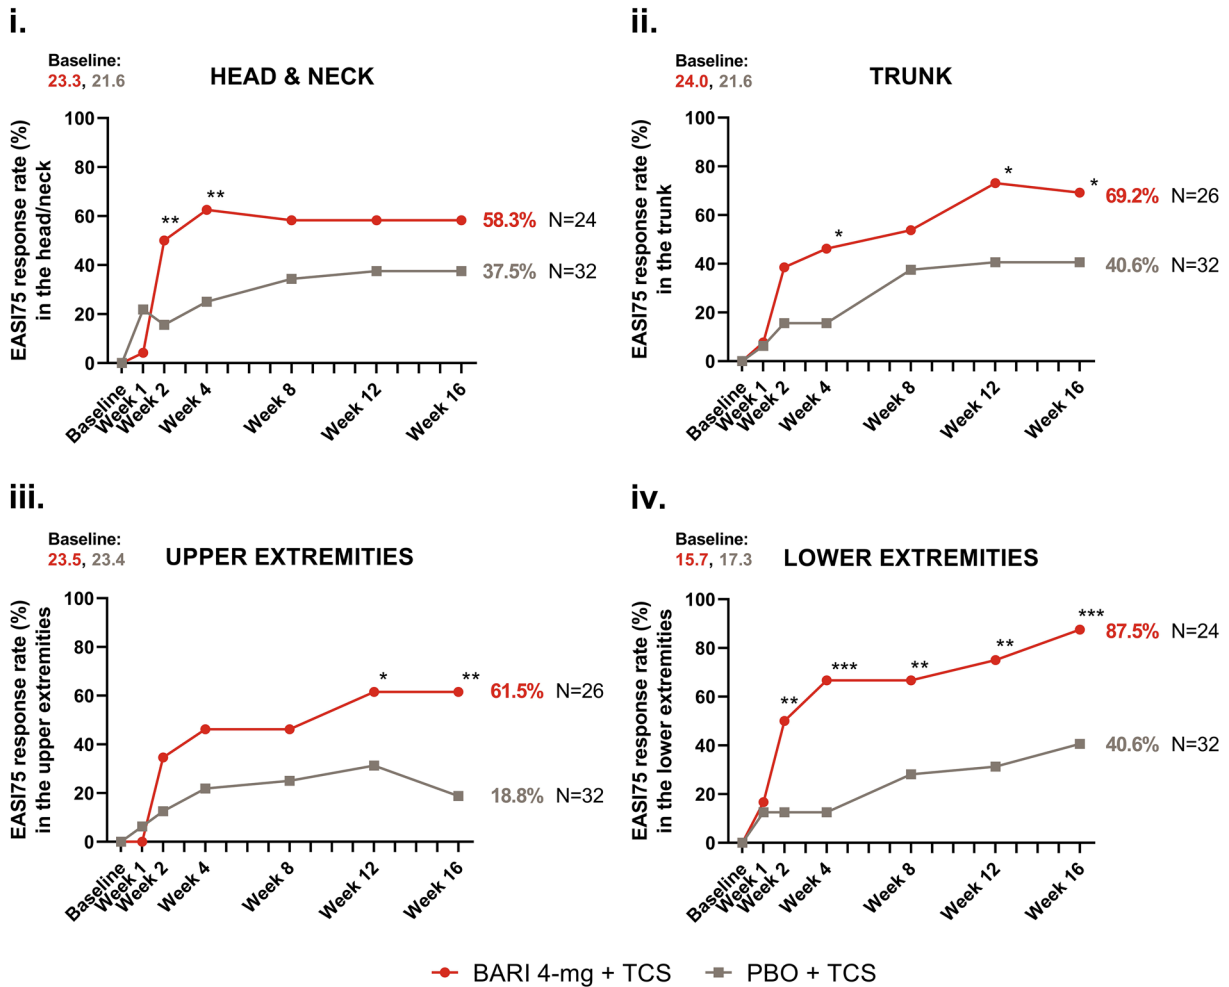 i.
Baseline:
23.3, 21.6
HEAD & NECK
EASI75 response rate (%)
in the head/neck
100
80
60
40
20
0
** 
**
58.3% N=24
37.5% N=32
Baseline
Week 1
Week 2
Week 4
Week 8
Week 12
Week 16
ii.
Baseline:
24.0, 21.6
TRUNK
EASI75 response rate (%)
in the trunk
100
80
60
40
20
0
*
*
*
69.2% N=26
40.6% N=32
Baseline
Week 1
Week 2
Week 4
Week 8
Week 12
Week 16
iii.
Baseline:
23.5, 23.4
UPPER EXTREMITIES
EASI75 response rate (%)
in the upper extremities
100
80
60
40
20
0
*
**
61.5% N=26
18.8% N=32
Baseline
Week 1
Week 2
Week 4
Week 8
Week 12
Week 16
iv.
Baseline:
15.7, 17.3
LOWER EXTREMITIES
EASI75 response rate (%)
in the lower extremities
100
80
60
40
20
0
**
***
**
**
***
87.5% N=24
40.6% N=32
Baseline
Week 1
Week 2
Week 4
Week 8
Week 12
Week 16
BARI 4-mg + TCS
PBO + TCS